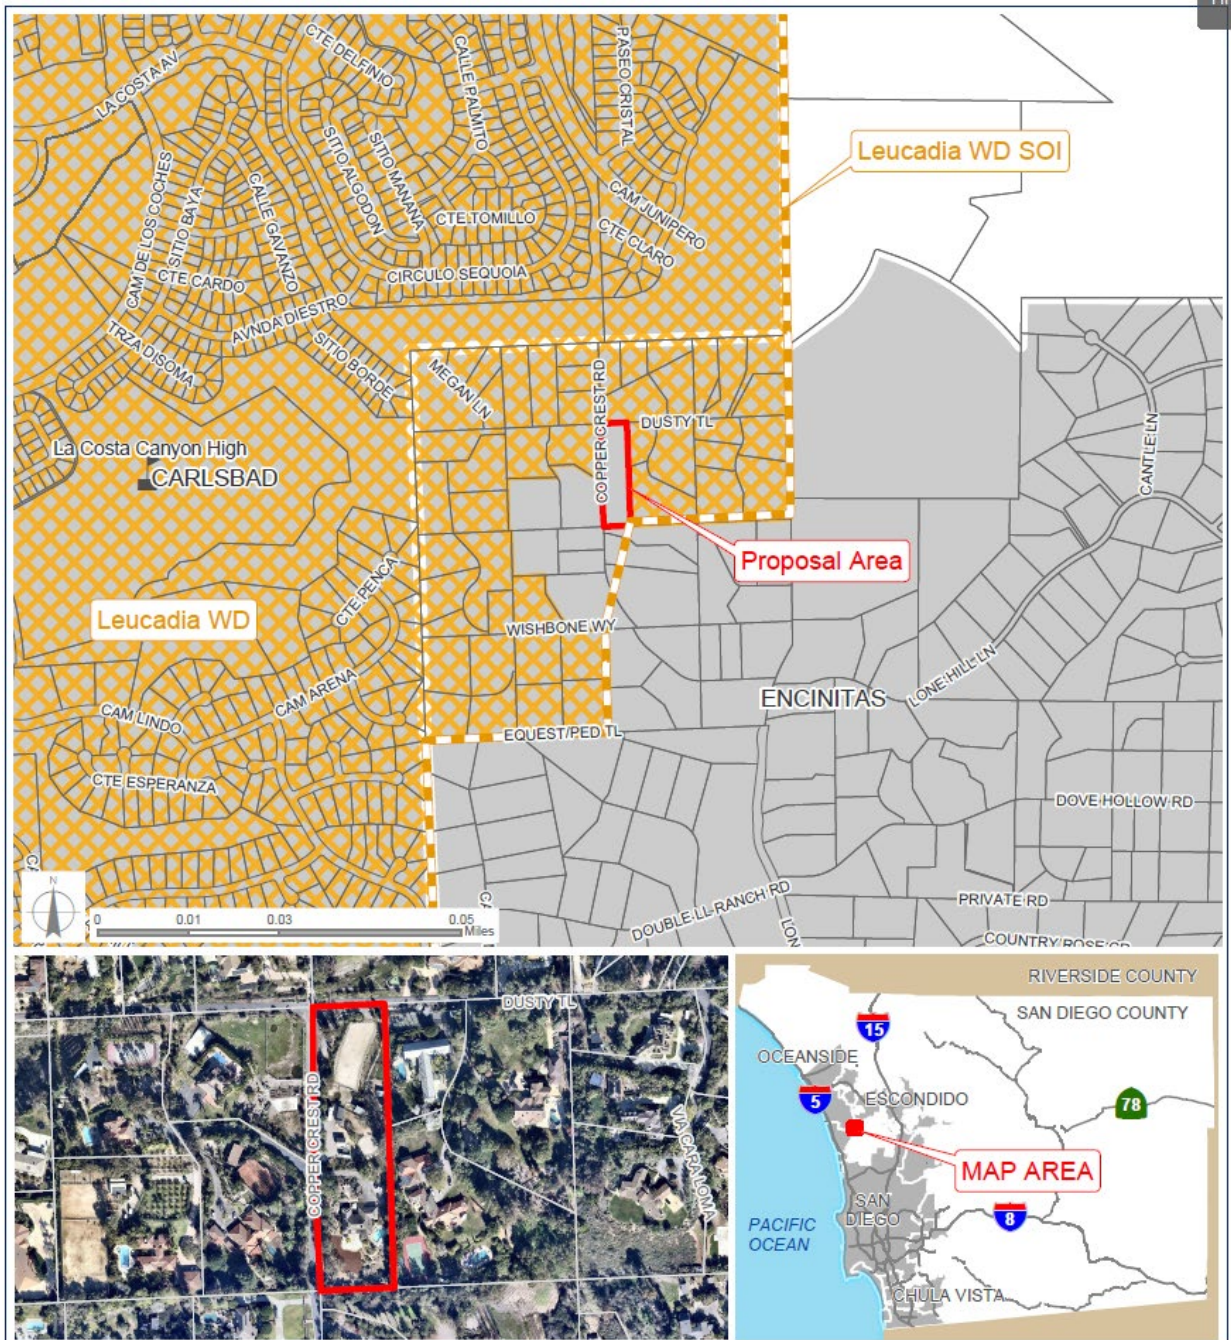 CTE DELFINIO
CALLE PALMITO
PASEO CRISTAL
LA COSTA AV
Leucadia WD SOI
SITIO MANANA
SITIO ALGODON
CAM DE LOS COCHES
SITIO BAYA
CALLE GAVANZO
CTE TOMILLO
CAM JUNIPERO
CTE CLARO
CTE CARDO
CIRCULO SEQUOIA
AVNDA DIESTRO
TRZA DISOMA
SITIO BORDE
MEGAN LN
COPPER CREST RD
DUSTY TL
CANTLE LN
La Costa Canyon High
CARLSBAD
Proposal Area
CTE PENCA
Leucadia WD
WISHBONE WY
LONE HILL LN
ENCINITAS
CAM ARENA
CAM LINDO
EQUEST/PED TL
CTE ESPERANZA
DOVE HOLLOW RD
DOUBLE LL RANCH RD
PRIVATE RD
N
0 0.01 0.03 0.05
Miles
DUSTY TL
COPPER CREST RD
VIA CARA LOMA
RIVERSIDE COUNTY
SAN DIEGO COUNTY
15
OCEANSIDE
5
ESCONDIDO
78
MAP AREA
SAN
DIEGO
8
PACIFIC
OCEAN
CHULA VISTA